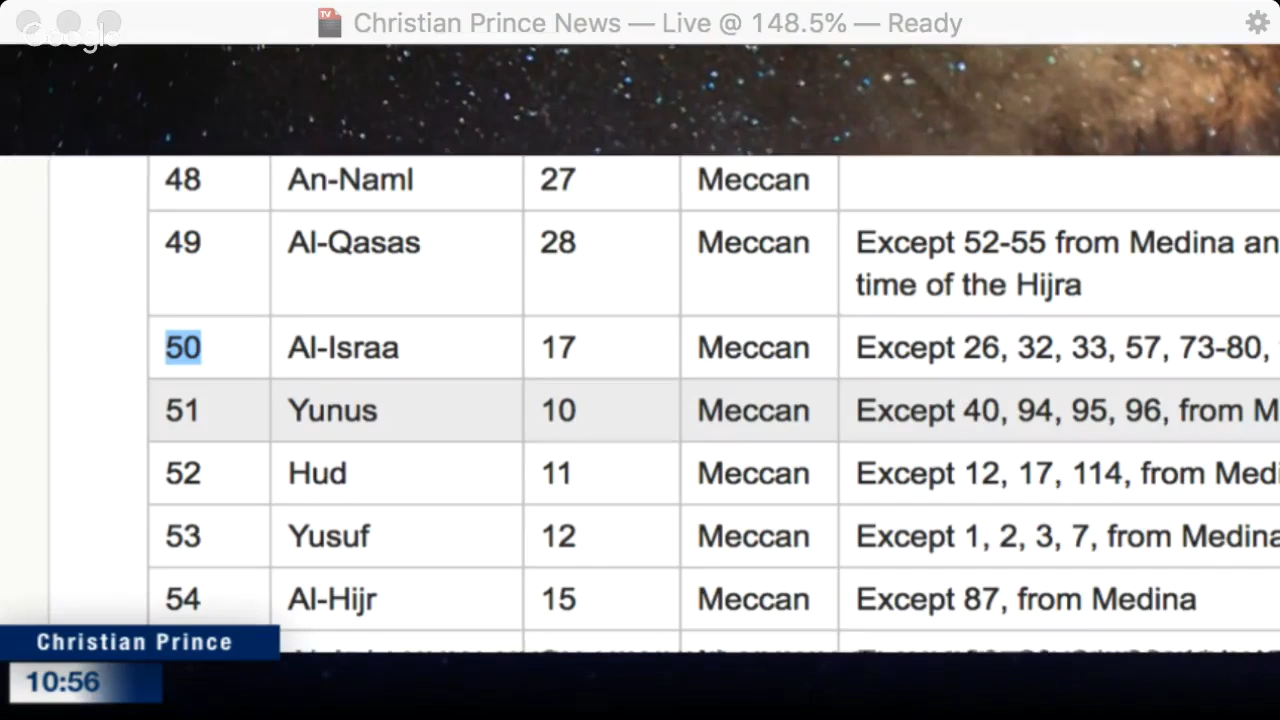 Christian Prince News — Live @ 148.5% — Ready
Google
48 An-Naml 27 Meccan
49 Al-Qasas 28 Meccan Except 52-55 from Medina an
time of the Hijra
50 Al-Israa 17 Meccan Except 26, 32, 33, 57, 73-80,
51 Yunus 10 Meccan Except 40, 94, 95, 96, from M
52 Hud 11 Meccan Except 12, 17, 114, from Medi
53 Yusuf 12 Meccan Except 1, 2, 3, 7, from Medina
54 Al-Hijr 15 Meccan Except 87, from Medina
Christian Prince
10:56